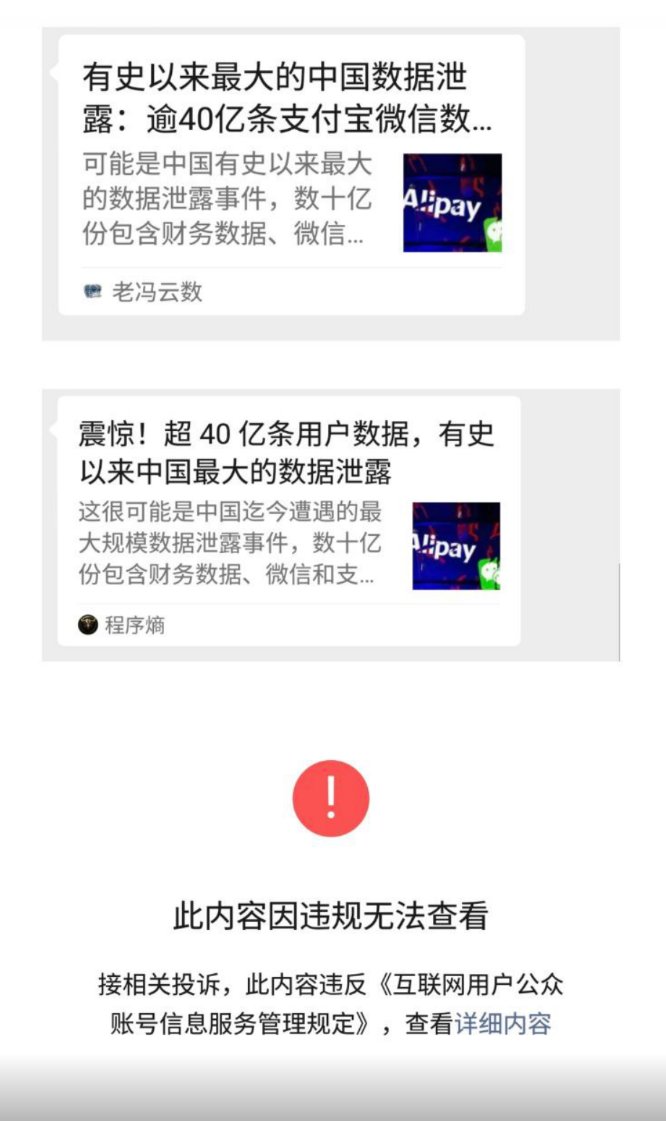 有史以来最大的中国数据泄
露：逾40亿条支付宝微信数...
可能是中国有史以来最大
的数据泄露事件，数十亿
份包含财务数据、微信...
Alipay
老冯云数
震惊！超 40 亿条用户数据，有史
以来中国最大的数据泄露
这很可能是中国迄今遭遇的最
大规模数据泄露事件，数十亿
份包含财务数据、微信和支...
Alipay
程序熵
此内容因违规无法查看
接相关投诉，此内容违反《互联网用户公众
账号信息服务管理规定》，查看详细内容